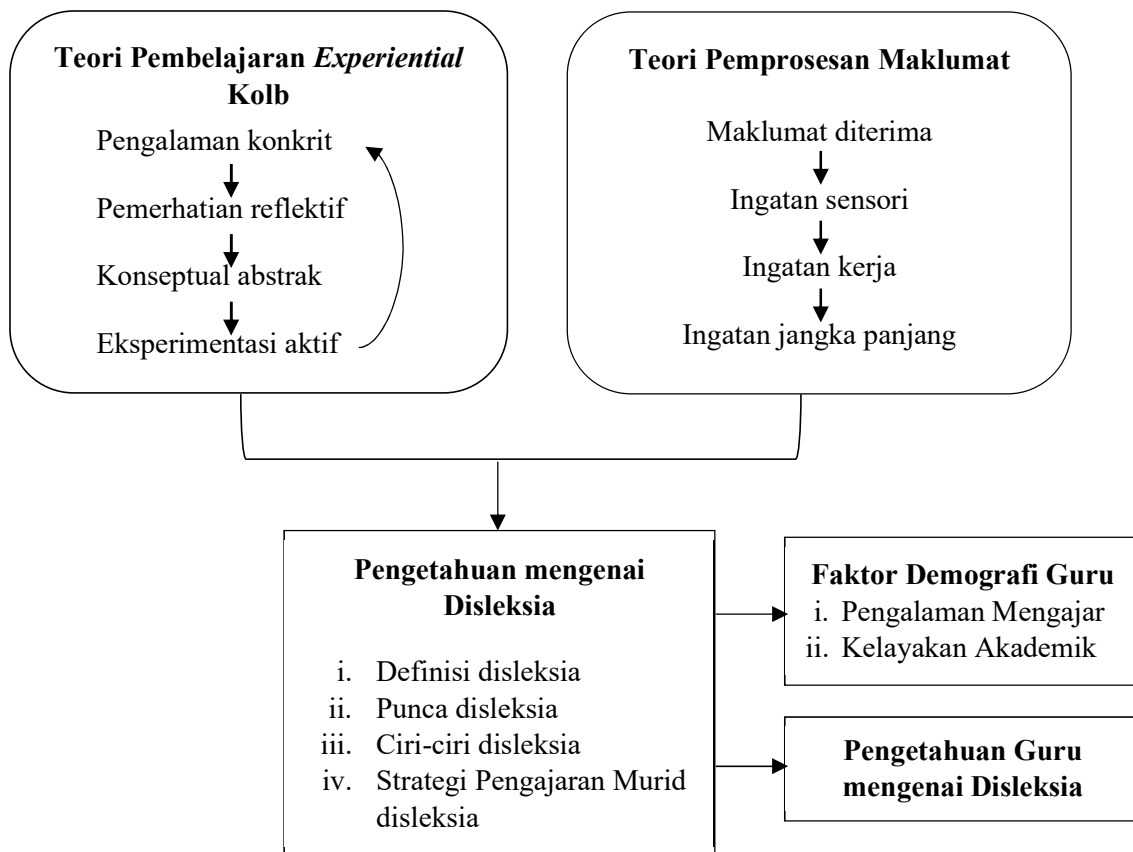 Teori Pembelajaran Experiential
Kolb
Pengalaman konkrit
Pemerhatian reflektif
Konseptual abstrak
Eksperimentasi aktif
Teori Pemprosesan Maklumat
Maklumat diterima
Ingatan sensori
Ingatan kerja
Ingatan jangka panjang
Pengetahuan mengenai
Disleksia
i. Definisi disleksia
ii. Punca disleksia
iii. Ciri-ciri disleksia
iv. Strategi Pengajaran Murid
disleksia
Faktor Demografi Guru
i. Pengalaman Mengajar
ii. Kelayakan Akademik
Pengetahuan Guru
mengenai Disleksia